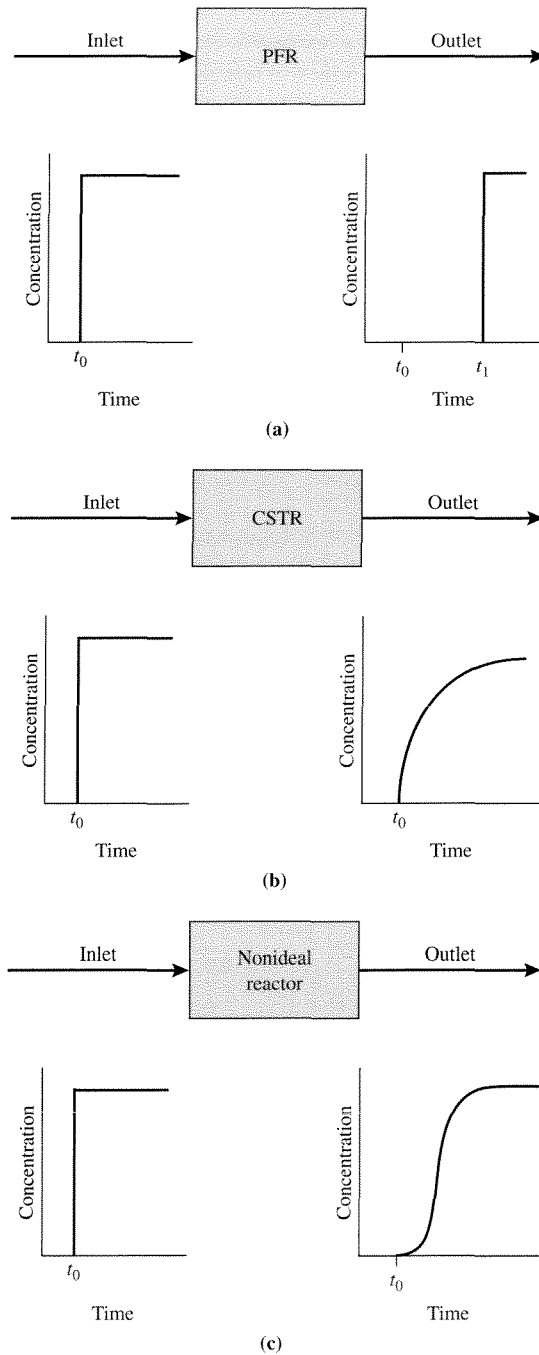 Inlet
PFR
Outlet
Concentration
t0
Time
Concentration
t0 t1
Time
(a)
Inlet
CSTR
Outlet
Concentration
t0
Time
Concentration
t0
Time
(b)
Inlet
Nonideal
reactor
Outlet
Concentration
t0
Time
Concentration
t0
Time
(c)